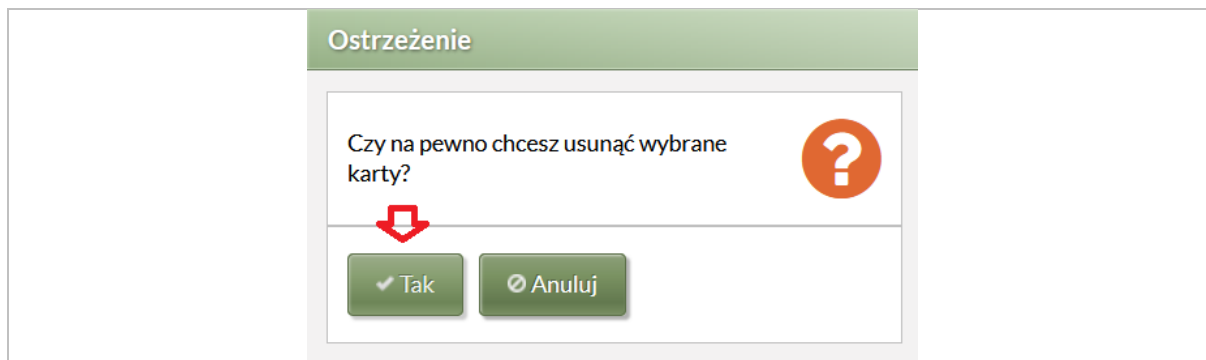 Ostrzeżenie
Czy na pewno chcesz usunąć wybrane
karty?
Tak
Anuluj